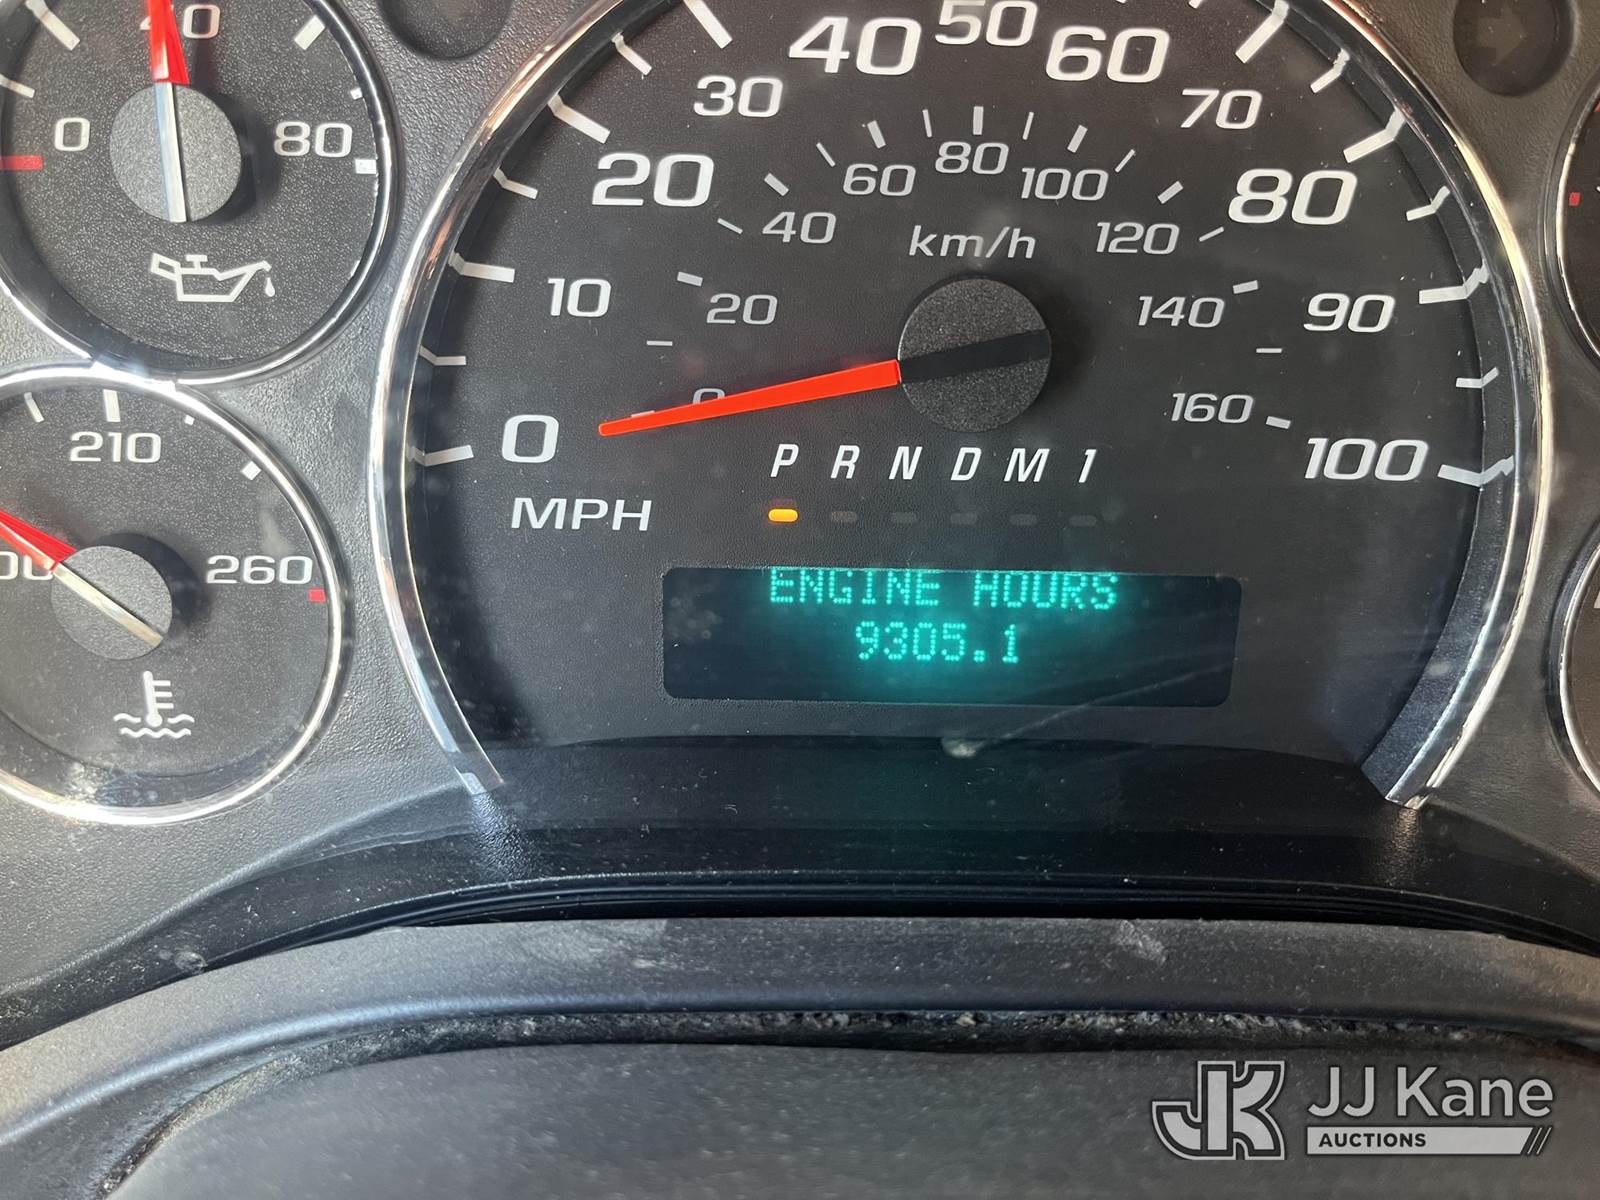 40
0 80
210
260
0 10 20 30 40 50 60 70 80 90 100
20 40 60 80 100 120 140 160
km/h
MPH
P R N D M 1
ENGINE HOURS
9305.1
JK JJ Kane
AUCTIONS